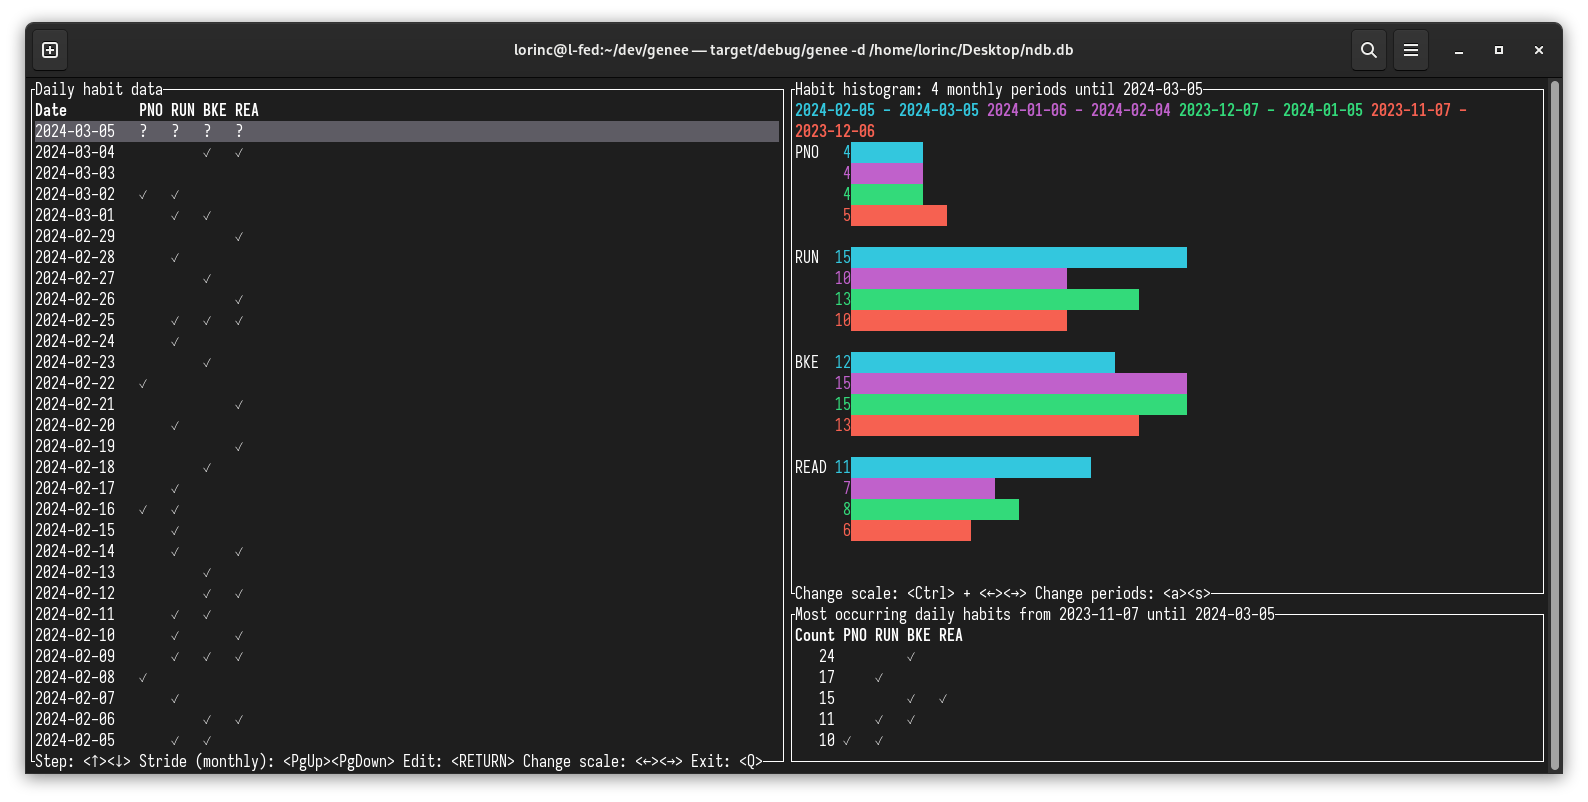 lorinc@l-fed:~/dev/genee — target/debug/genee -d /home/lorinc/Desktop/ndb.db
Daily habit data
Date PNO RUN BKE REA
2024-03-05 ? ? ? ?
2024-03-04 ✓ ✓
2024-03-03
2024-03-02 ✓ ✓
2024-03-01 ✓ ✓
2024-02-29 ✓
2024-02-28 ✓
2024-02-27 ✓
2024-02-26 ✓
2024-02-25 ✓ ✓ ✓
2024-02-24 ✓
2024-02-23 ✓
2024-02-22 ✓
2024-02-21 ✓
2024-02-20 ✓
2024-02-19 ✓
2024-02-18 ✓
2024-02-17 ✓
2024-02-16 ✓ ✓
2024-02-15 ✓
2024-02-14 ✓ ✓
2024-02-13 ✓
2024-02-12 ✓ ✓
2024-02-11 ✓ ✓
2024-02-10 ✓ ✓
2024-02-09 ✓ ✓ ✓
2024-02-08 ✓
2024-02-07 ✓
2024-02-06 ✓ ✓
2024-02-05 ✓ ✓
Step: <↑><↓> Stride (monthly): <PgUp><PgDown> Edit: <RETURN> Change scale: <←><→> Exit: <Q>
Habit histogram: 4 monthly periods until 2024-03-05
2024-02-05 - 2024-03-05 2024-01-06 - 2024-02-04 2023-12-07 - 2024-01-05 2023-11-07 -
2023-12-06
PNO 4
4
4
5
RUN 15
10
13
10
BKE 12
15
15
13
READ 11
7
8
6
Change scale: <Ctrl> + <←><→> Change periods: <a><s>
Most occurring daily habits from 2023-11-07 until 2024-03-05
Count PNO RUN BKE REA
24 ✓
17 ✓
15 ✓ ✓
11 ✓ ✓
10 ✓ ✓